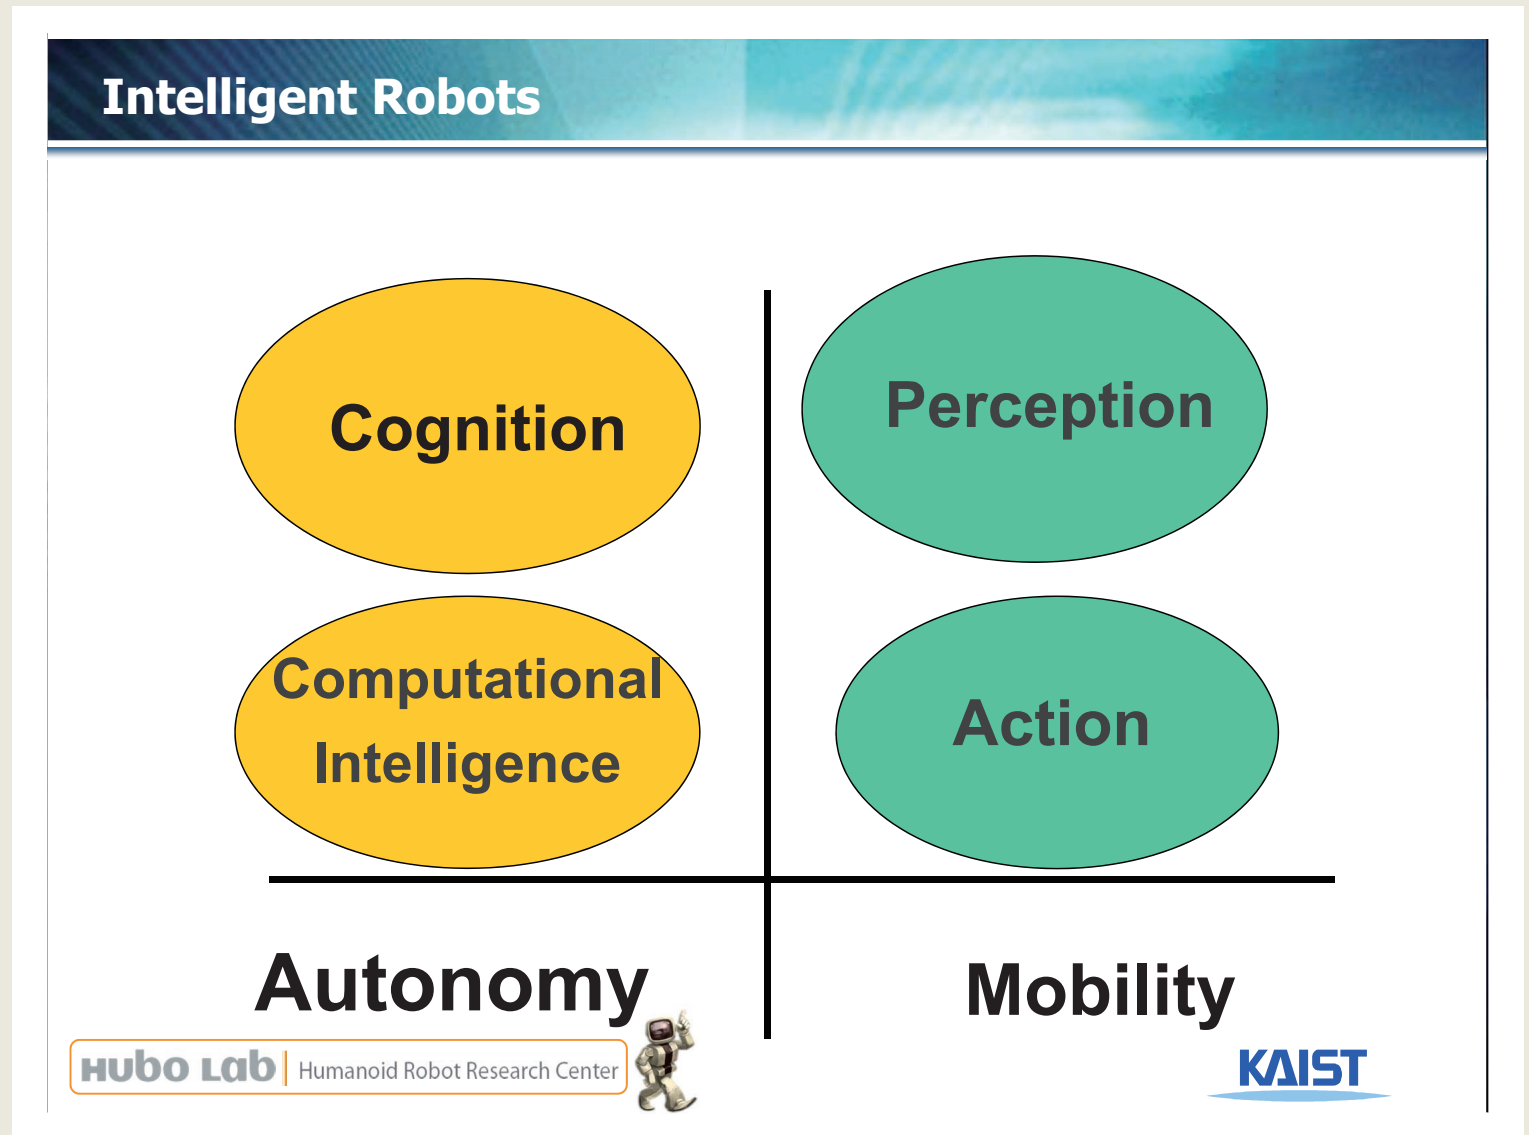 Intelligent Robots
Cognition
Perception
Computational
Intelligence
Action
Autonomy
Mobility
HUBO LAB
Humanoid Robot Research Center
KAIST